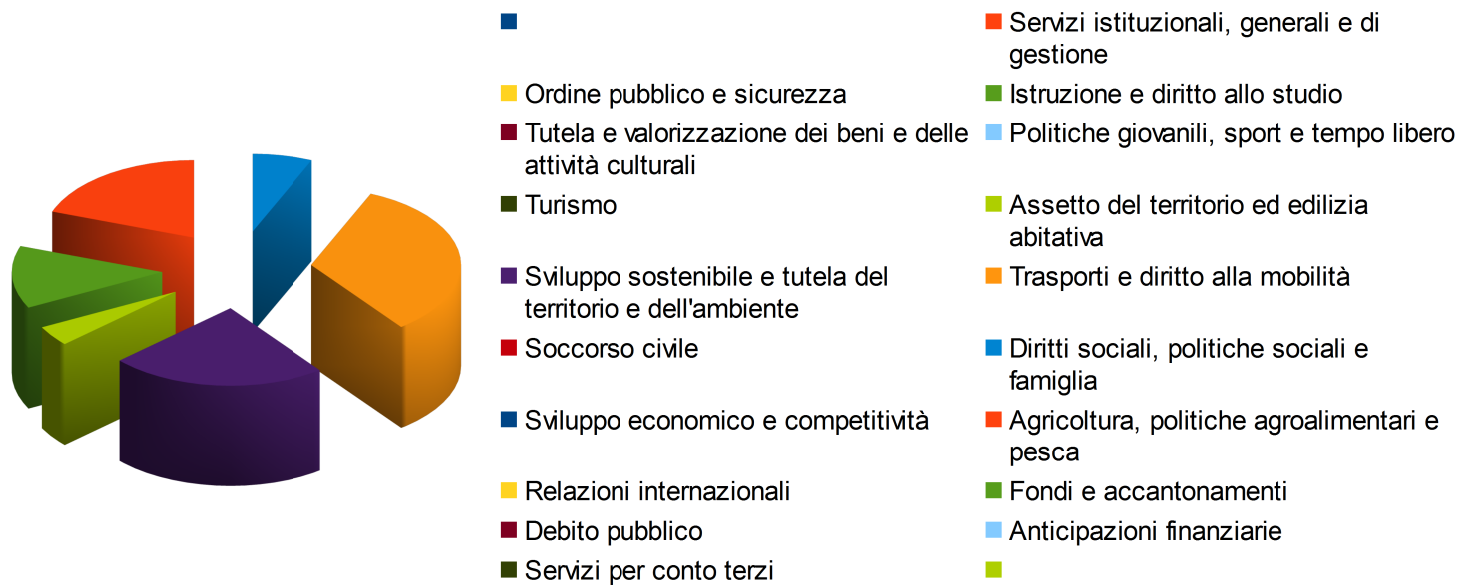 Servizi istituzionali, generali e di
gestione
Ordine pubblico e sicurezza
Istruzione e diritto allo studio
Tutela e valorizzazione dei beni e delle
attività culturali
Politiche giovanili, sport e tempo libero
Turismo
Assetto del territorio ed edilizia
abitativa
Sviluppo sostenibile e tutela del
territorio e dell'ambiente
Trasporti e diritto alla mobilità
Soccorso civile
Diritti sociali, politiche sociali e
famiglia
Sviluppo economico e competitività
Agricoltura, politiche agroalimentari e
pesca
Relazioni internazionali
Fondi e accantonamenti
Debito pubblico
Anticipazioni finanziarie
Servizi per conto terzi